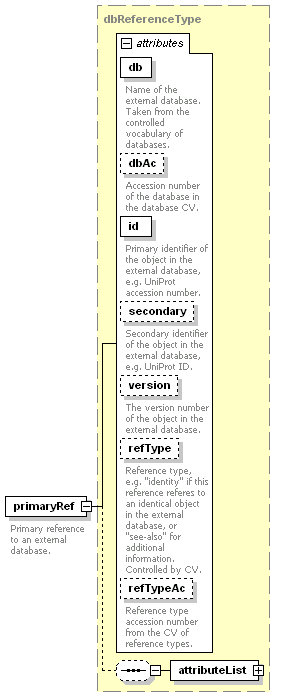 dbReferenceType
attributes
db
Name of the
external database.
Taken from the
controlled
vocabulary of
databases.
dbAc
Accession number
of the database in
the database CV.
id
Primary identifier of
the object in the
external database,
e.g. UniProt
accession number.
secondary
Secondary identifier
of the object in the
external database,
e.g. UniProt ID.
version
The version number
of the object in the
external database.
refType
Reference type,
e.g. "identity" if this
reference referes to
an identical object
in the external
database, or
"see-also" for
additional
information.
Controlled by CV.
refTypeAc
Reference type
accession number
from the CV of
reference types.
primaryRef
Primary reference
to an external
database.
attributeList